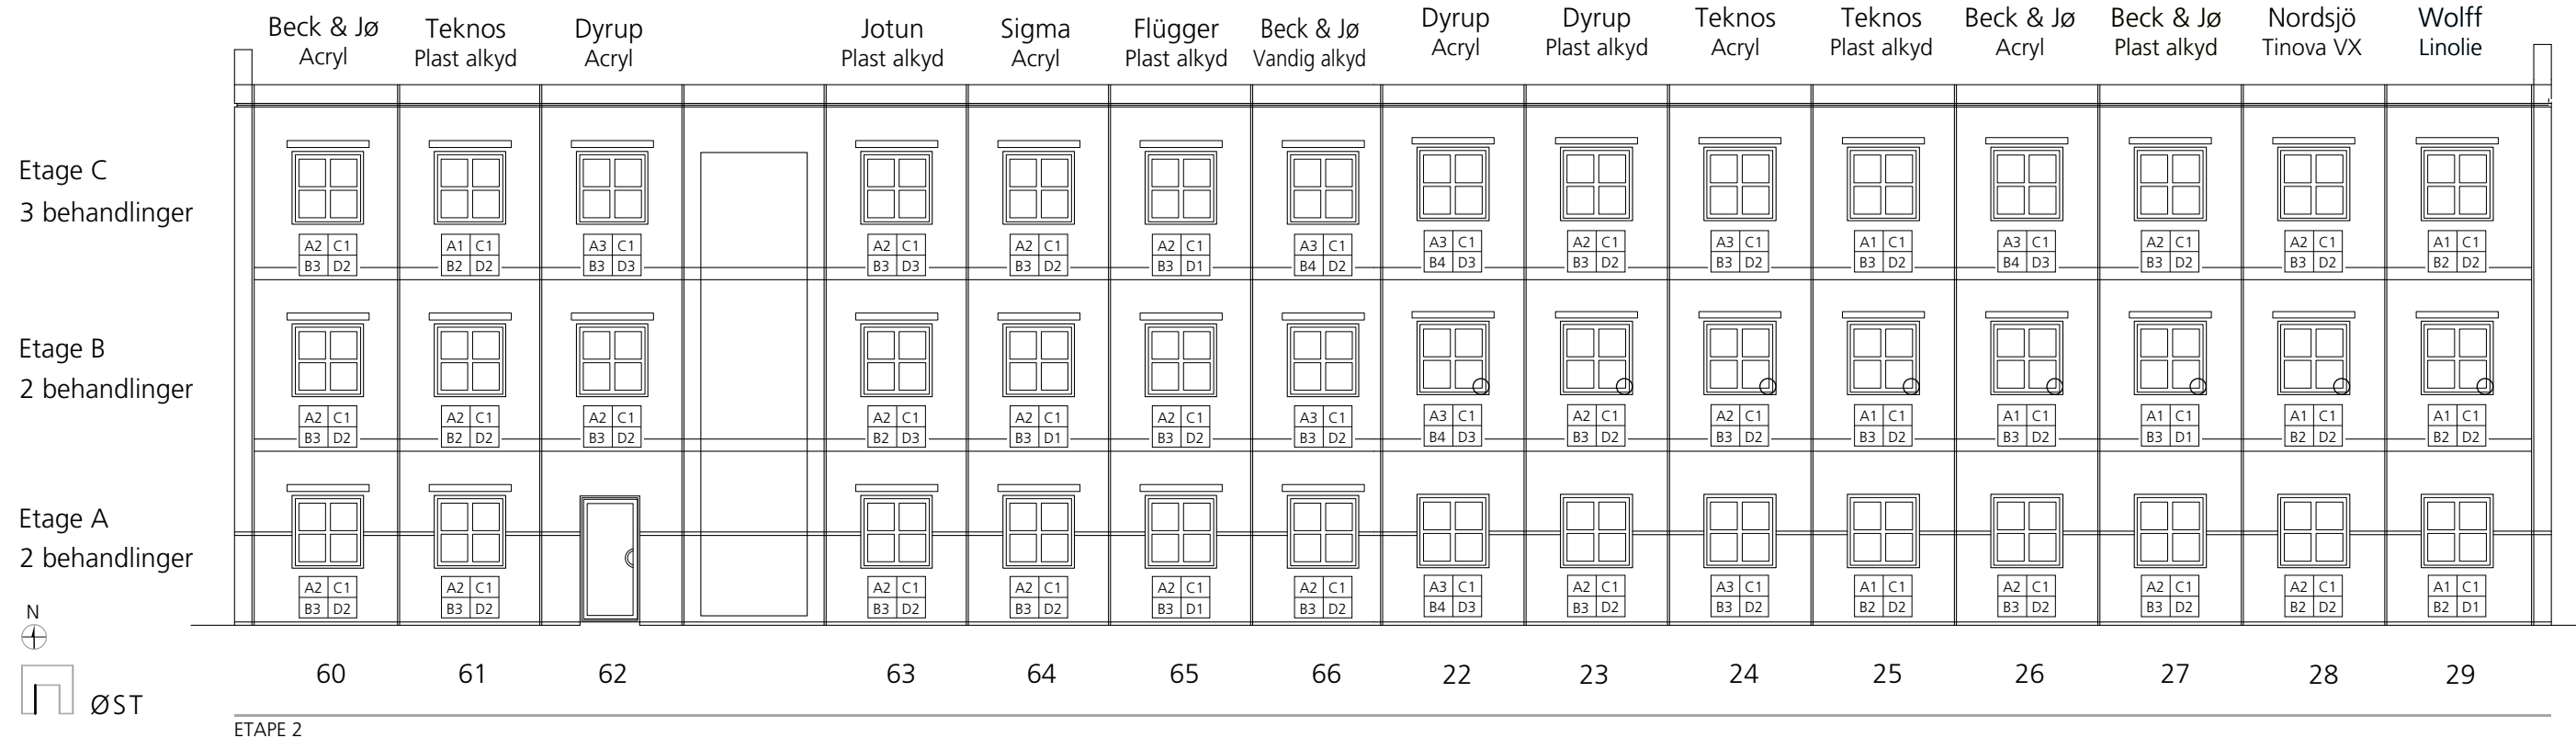 Beck & Jø Teknos Dyrup Jotun Sigma Flügger Beck & Jø Dyrup Dyrup Teknos Teknos Beck & Jø Beck & Jø Nordsjö Wolff
Acryl Plast alkyd Acryl Plast alkyd Acryl Plast alkyd Vandig alkyd Acryl Plast alkyd Acryl Plast alkyd Acryl Plast alkyd Tinova VX Linolie
Etage C
3 behandlinger
A2 C1 A1 C1 A3 C1 A2 C1 A2 C1 A2 C1 A3 C1 A3 C1 A2 C1 A3 C1 A1 C1 A3 C1 A2 C1 A2 C1 A1 C1
B3 D2 B2 D2 B3 D3 B3 D3 B3 D2 B3 D1 B4 D2 B4 D3 B3 D2 B3 D2 B3 D2 B4 D3 B3 D2 B3 D2 B2 D2
Etage B
2 behandlinger
A2 C1 A2 C1 A2 C1 A2 C1 A2 C1 A2 C1 A3 C1 A3 C1 A2 C1 A2 C1 A1 C1 A1 C1 A1 C1 A1 C1 A1 C1
B3 D2 B2 D2 B3 D2 B2 D3 B3 D1 B3 D2 B3 D2 B4 D3 B3 D2 B3 D2 B3 D2 B3 D2 B3 D1 B2 D2 B2 D2
Etage A
2 behandlinger
A2 C1 A2 C1 A2 C1 A2 C1 A2 C1 A2 C1 A3 C1 A2 C1 A3 C1 A1 C1 A2 C1 A2 C1 A2 C1 A1 C1
B3 D2 B3 D2 B3 D2 B3 D2 B3 D1 B3 D2 B4 D3 B3 D2 B3 D2 B2 D2 B3 D2 B3 D2 B2 D2 B2 D1
N
60 61 62 63 64 65 66 22 23 24 25 26 27 28 29
ØST
ETAPE 2